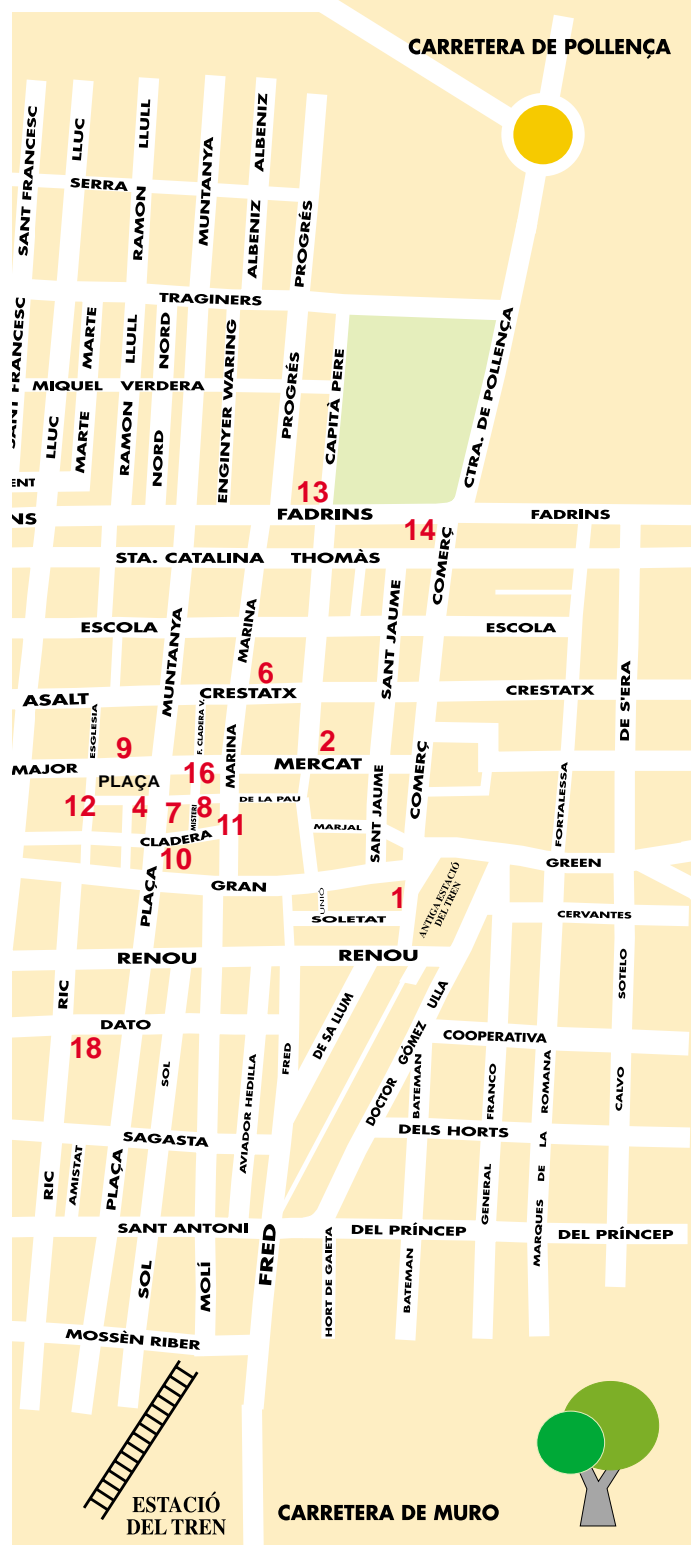 CARRETERA DE POLLENÇA
SANT FRANCESC
LLUC
LLULL
MUNTANYA
ALBENIZ
SERRA
RAMON
ALBENIZ
PROGRÉS
TRAGINERS
SANT FRANCESC
MARTE
LLULL
NORD
ENGINYER WARING
PROGRÉS
CAPITÀ PERE
CTRA. DE POLLENÇA
MIQUEL VERDERA
LLUC
MARTE
RAMON
NORD
ENT
13
NS
FADRINS
FADRINS
14
STA. CATALINA THOMÀS
COMERÇ
MUNTANYA
MARINA
SANT JAUME
ESCOLA
ESCOLA
DE S'ERA
6
ASALT
CRESTATX
CRESTATX
ESGLESIA
F. CLADERA V.
MARINA
9
2
COMERÇ
MAJOR
MERCAT
PLAÇA
16
SANT JAUME
FORTALESSA
12
4
7
8
DE LA PAU
MISTERI
11
MARJAL
CLADERA
10
GREEN
PLAÇA
GRAN
UNIÓ
1
ANTIGA ESTACIÓ
DEL TREN
SOLETAT
CERVANTES
RENOU
RENOU
SOTELO
RIC
DE SA LLUM
DOCTOR GÓMEZ ULLA
DATO
18
COOPERATIVA
SOL
FRED
AVIADOR HEDILLA
BATEMAN
FRANCO
ROMANA
CALVO
SAGASTA
DELS HORTS
RIC
AMISTAT
PLAÇA
GENERAL
MARQUES DE LA
SANT ANTONI
DEL PRÍNCEP
DEL PRÍNCEP
FRED
HORT DE GAIETA
BATEMAN
SOL
MOLÍ
MOSSÈN RIBER
ESTACIÓ
DEL TREN
CARRETERA DE MURO